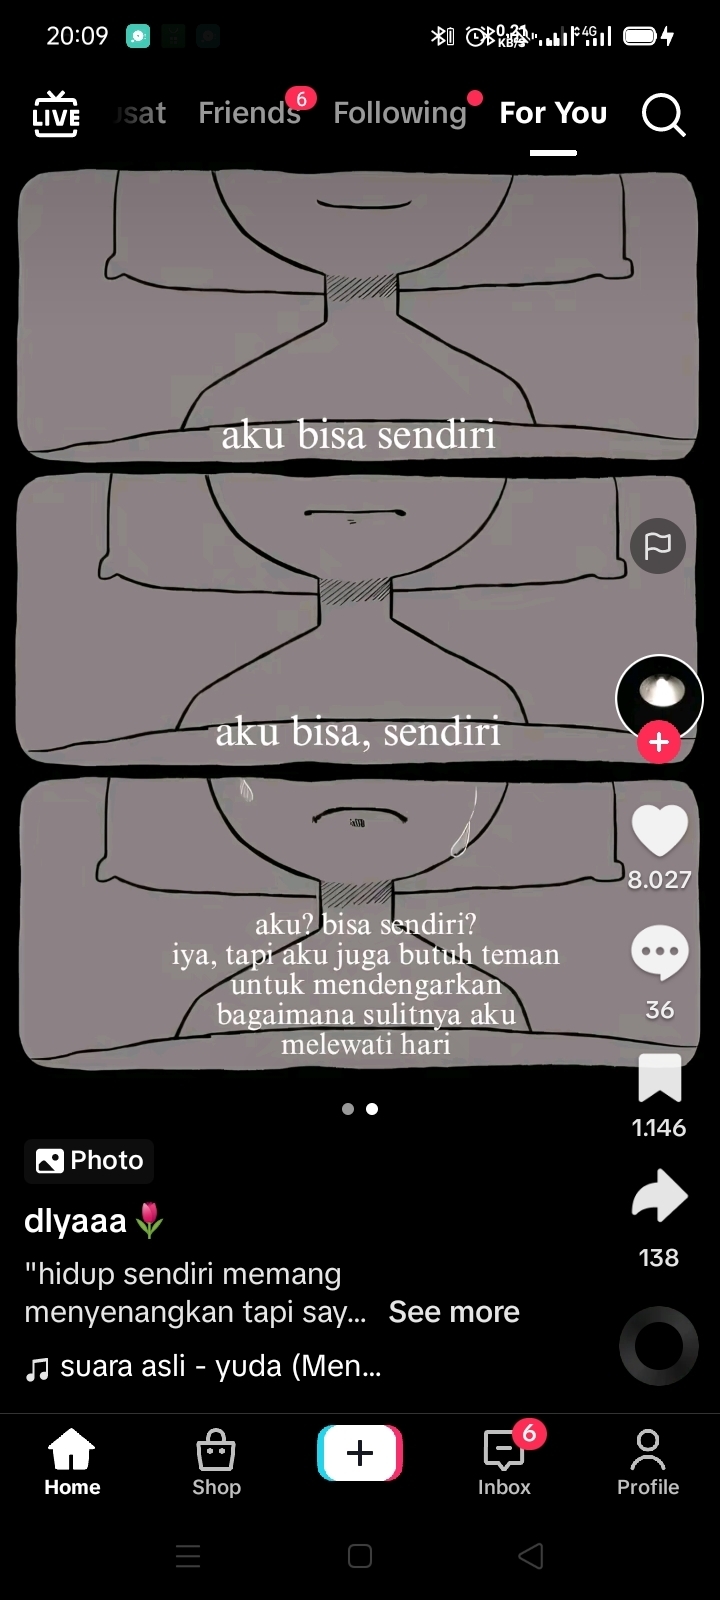 20:09
0,21
KB/S
4G
LIVE
usat
Friends
6
Following
For You
aku bisa sendiri
aku bisa, sendiri
aku? bisa sendiri?
iya, tapi aku juga butuh teman
untuk mendengarkan
bagaimana sulitnya aku
melewati hari
8.027
36
1.146
138
Photo
dlyaaa🌷
"hidup sendiri memang
menyenangkan tapi say... See more
suara asli - yuda (Men...
Home
Shop
6
Inbox
Profile